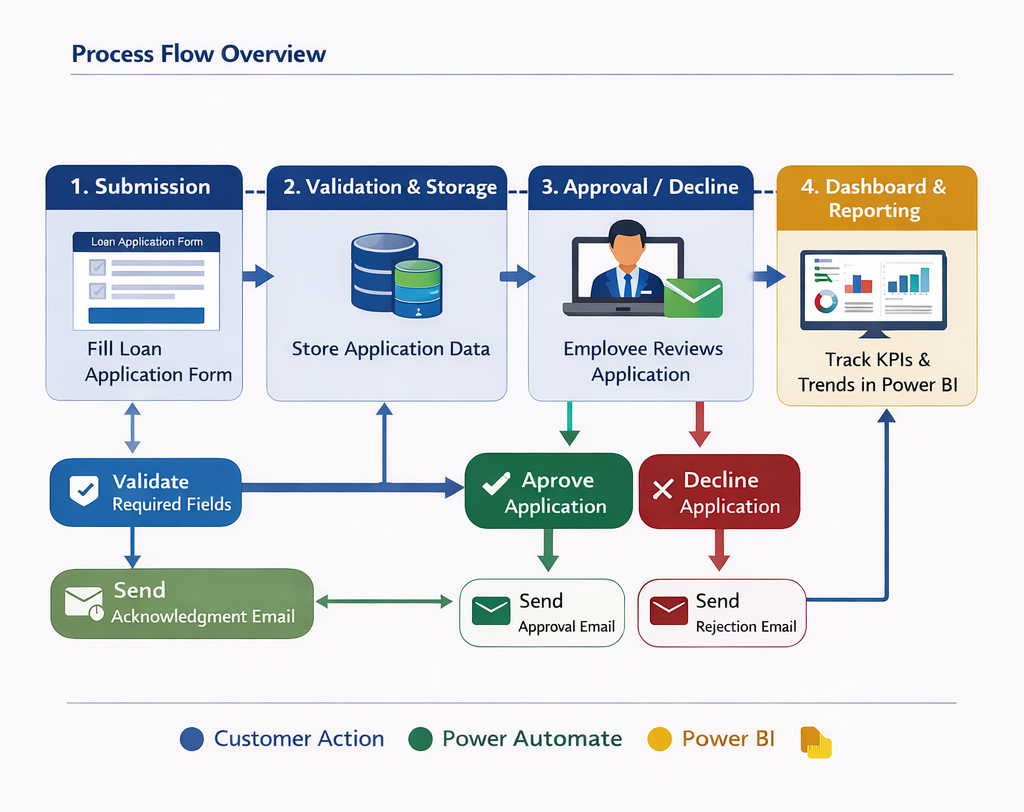 Process Flow Overview
1. Submission
2. Validation & Storage
3. Approval / Decline
4. Dashboard &
Reporting
Loan Application Form
Fill Loan
Application Form
Store Application Data
Employee Reviews
Application
Track KPIs &
Trends in Power BI
Validate
Required Fields
Aprove
Application
Decline
Application
Send
Acknowledgment Email
Send
Approval Email
Send
Rejection Email
Customer Action
Power Automate
Power BI